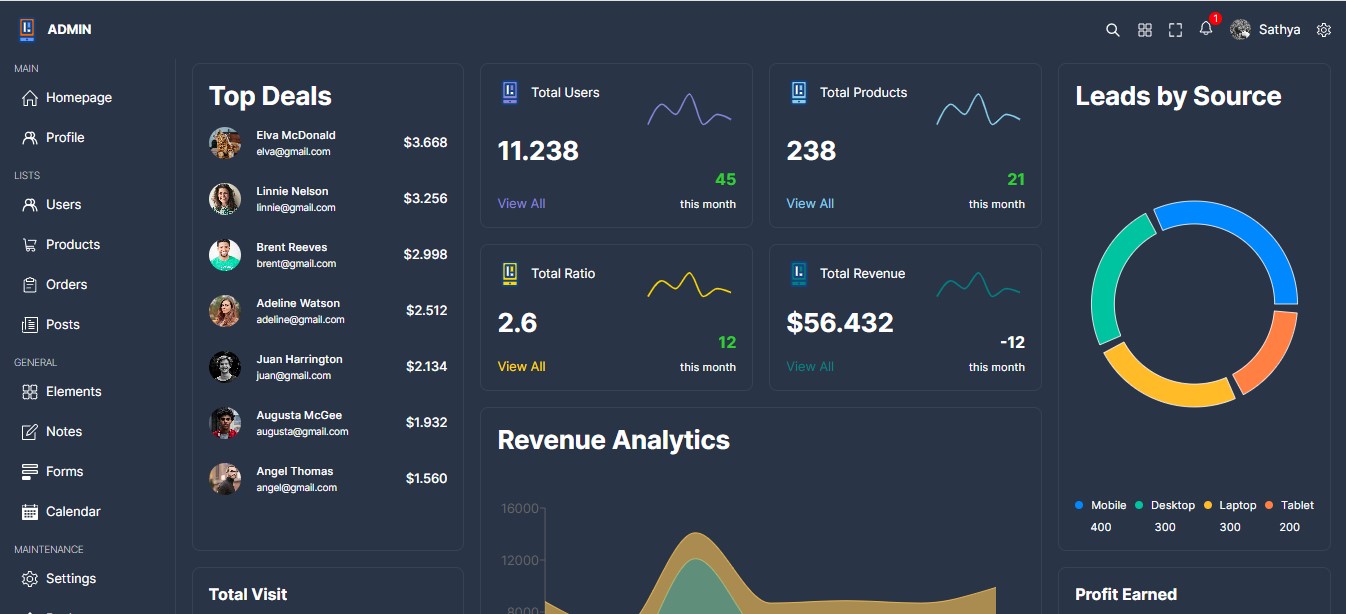 ADMIN
1
Sathya
MAIN
Homepage
Profile
LISTS
Users
Products
Orders
Posts
GENERAL
Elements
Notes
Forms
Calendar
MAINTENANCE
Settings
Top Deals
Elva McDonald
elva@gmail.com
$3.668
Linnie Nelson
linnie@gmail.com
$3.256
Brent Reeves
brent@gmail.com
$2.998
Adeline Watson
adeline@gmail.com
$2.512
Juan Harrington
juan@gmail.com
$2.134
Augusta McGee
augusta@gmail.com
$1.932
Angel Thomas
angel@gmail.com
$1.560
Total Visit
Total Users
11.238
45
View All
this month
Total Products
238
21
View All
this month
Total Ratio
2.6
12
View All
this month
Total Revenue
$56.432
-12
View All
this month
Revenue Analytics
16000
12000
8000
Leads by Source
Mobile
400
Desktop
300
Laptop
300
Tablet
200
Profit Earned